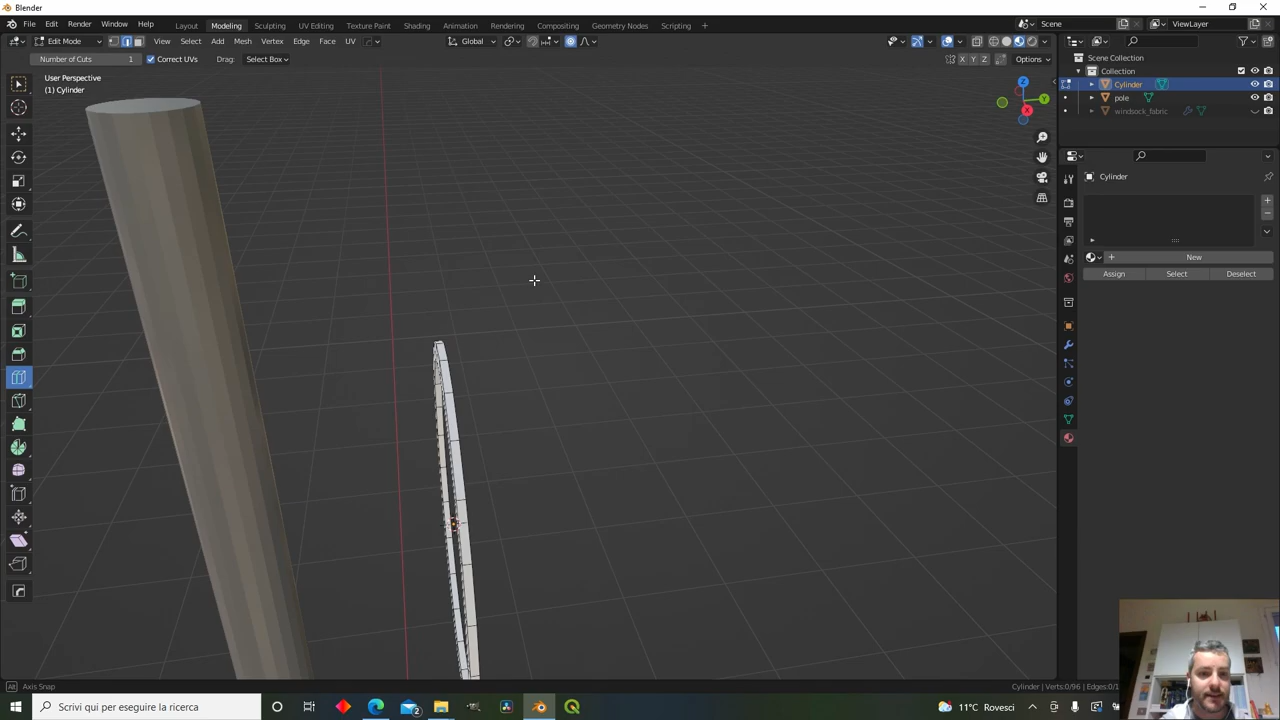 Blender
File Edit Render Window Help
Layout Modeling Sculpting UV Editing Texture Paint Shading Animation Rendering Compositing Geometry Nodes Scripting +
Scene
ViewLayer
Edit Mode
View Select Add Mesh Vertex Edge Face UV
Global
Number of Cuts 1
Correct UVs
Drag: Select Box
X Y Z
Options
User Perspective
(1) Cylinder
Z
Y
X
Scene Collection
Collection
Cylinder
pole
windsock_fabric
Cylinder
New
Assign Select Deselect
Axis Snap
Scrivi qui per eseguire la ricerca
11°C Rovesci